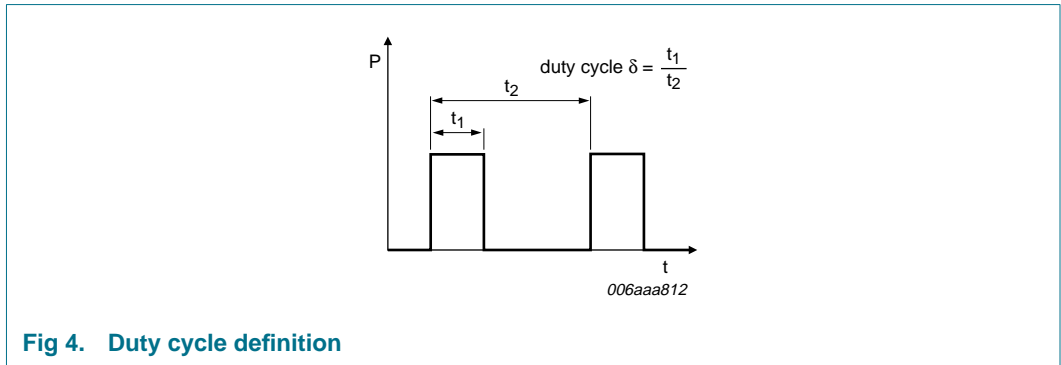 P
duty cycle δ = t1
t2
t2
t1
t
006aaa812
Fig 4. Duty cycle definition